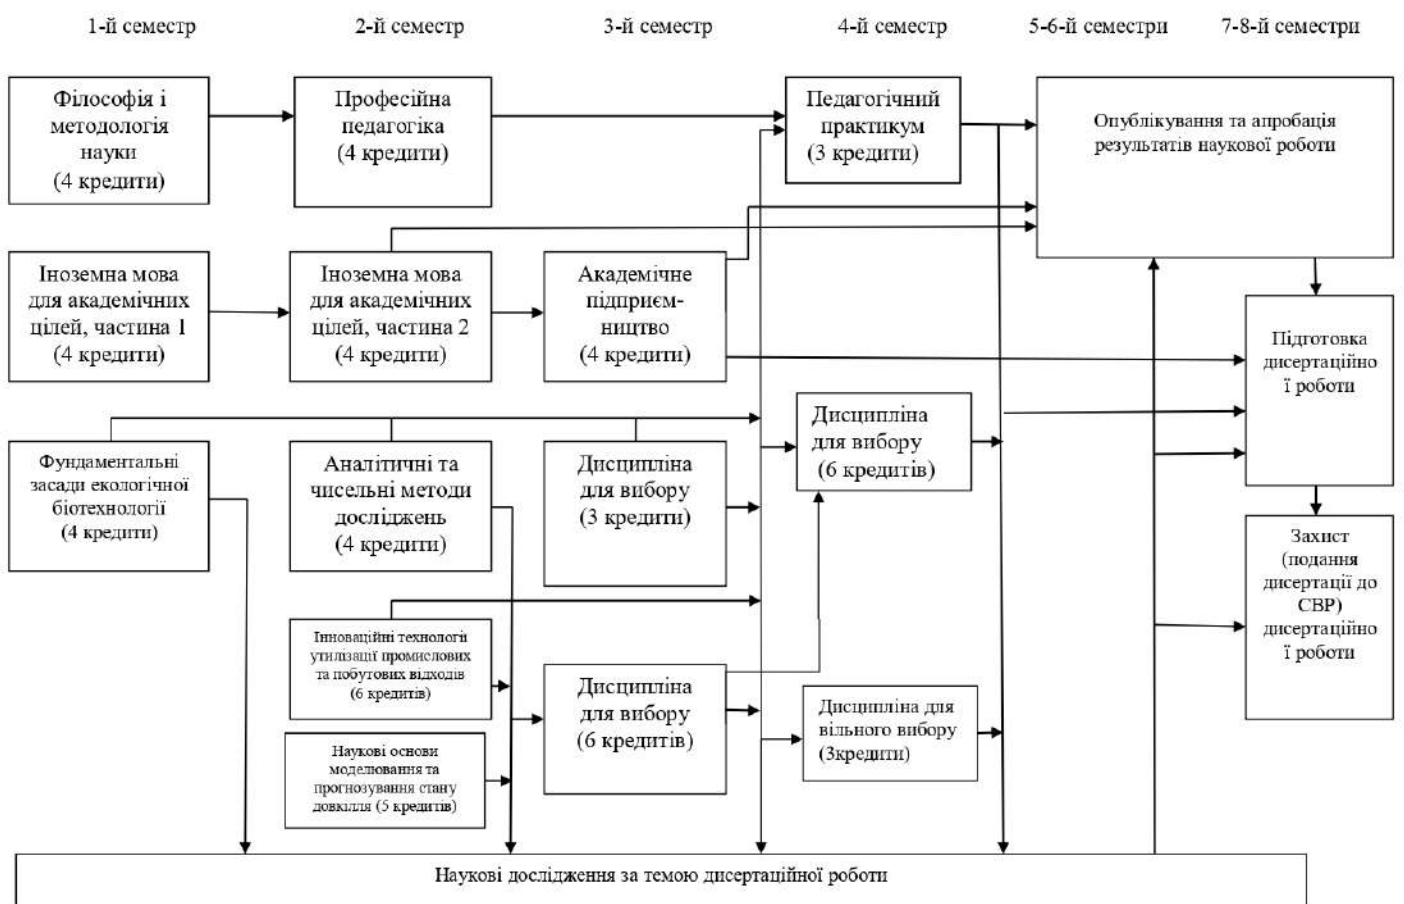 1-й семестр
2-й семестр
3-й семестр
4-й семестр
5-6-й семестри
7-8-й семестри
Філософія і
методологія
науки
(4 кредити)
Професійна
педагогіка
(4 кредити)
Педагогічний
практикум
(3 кредити)
Опублікування та апробація
результатів наукової роботи
Іноземна мова
для академічних
цілей, частина 1
(4 кредити)
Іноземна мова
для академічних
цілей, частина 2
(4 кредити)
Академічне
підприєм-
ництво
(4 кредити)
Підготовка
дисертаційно
ї роботи
Фундаментальні
засади екологічної
біотехнології
(4 кредити)
Аналітичні та
чисельні методи
досліджень
(4 кредити)
Дисципліна
для вибору
(3 кредити)
Дисципліна
для вибору
(6 кредитів)
Захист
(подання
дисертації до
СВР)
дисертаційно
ї роботи
Інноваційні технології
утилізації промислових
та побутових відходів
(6 кредитів)
Дисципліна
для вибору
(6 кредитів)
Дисципліна для
вільного вибору
(3кредити)
Наукові основи
моделювання та
прогнозування стану
довкілля (5 кредитів)
Наукові дослідження за темою дисертаційної роботи